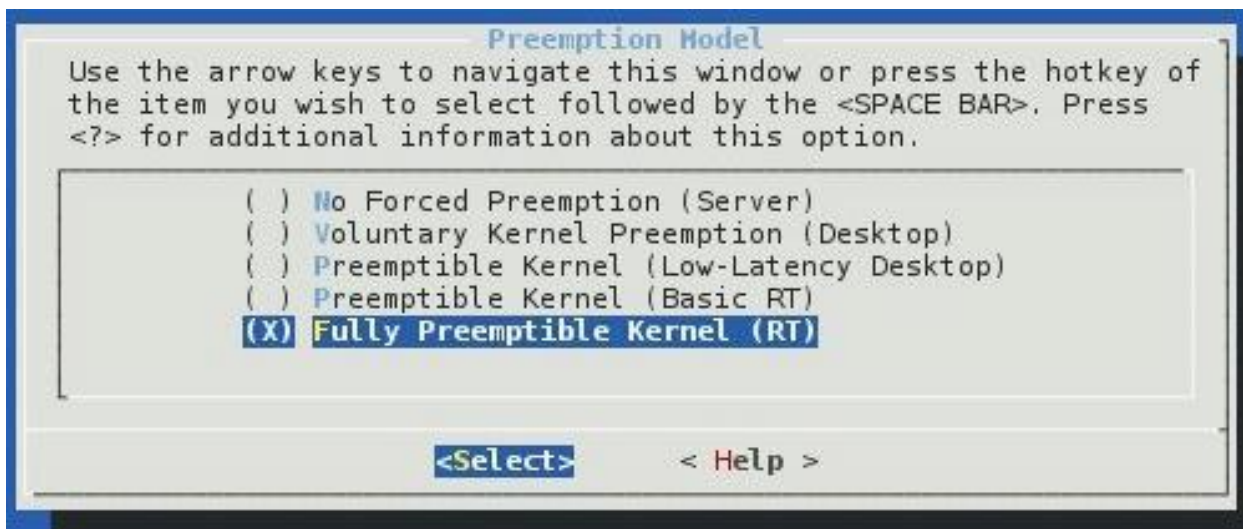 Preemption Model
Use the arrow keys to navigate this window or press the hotkey of
the item you wish to select followed by the <SPACE BAR>. Press
<?> for additional information about this option.
( ) No Forced Preemption (Server)
( ) Voluntary Kernel Preemption (Desktop)
( ) Preemptible Kernel (Low-Latency Desktop)
( ) Preemptible Kernel (Basic RT)
(X) Fully Preemptible Kernel (RT)
<Select> < Help >